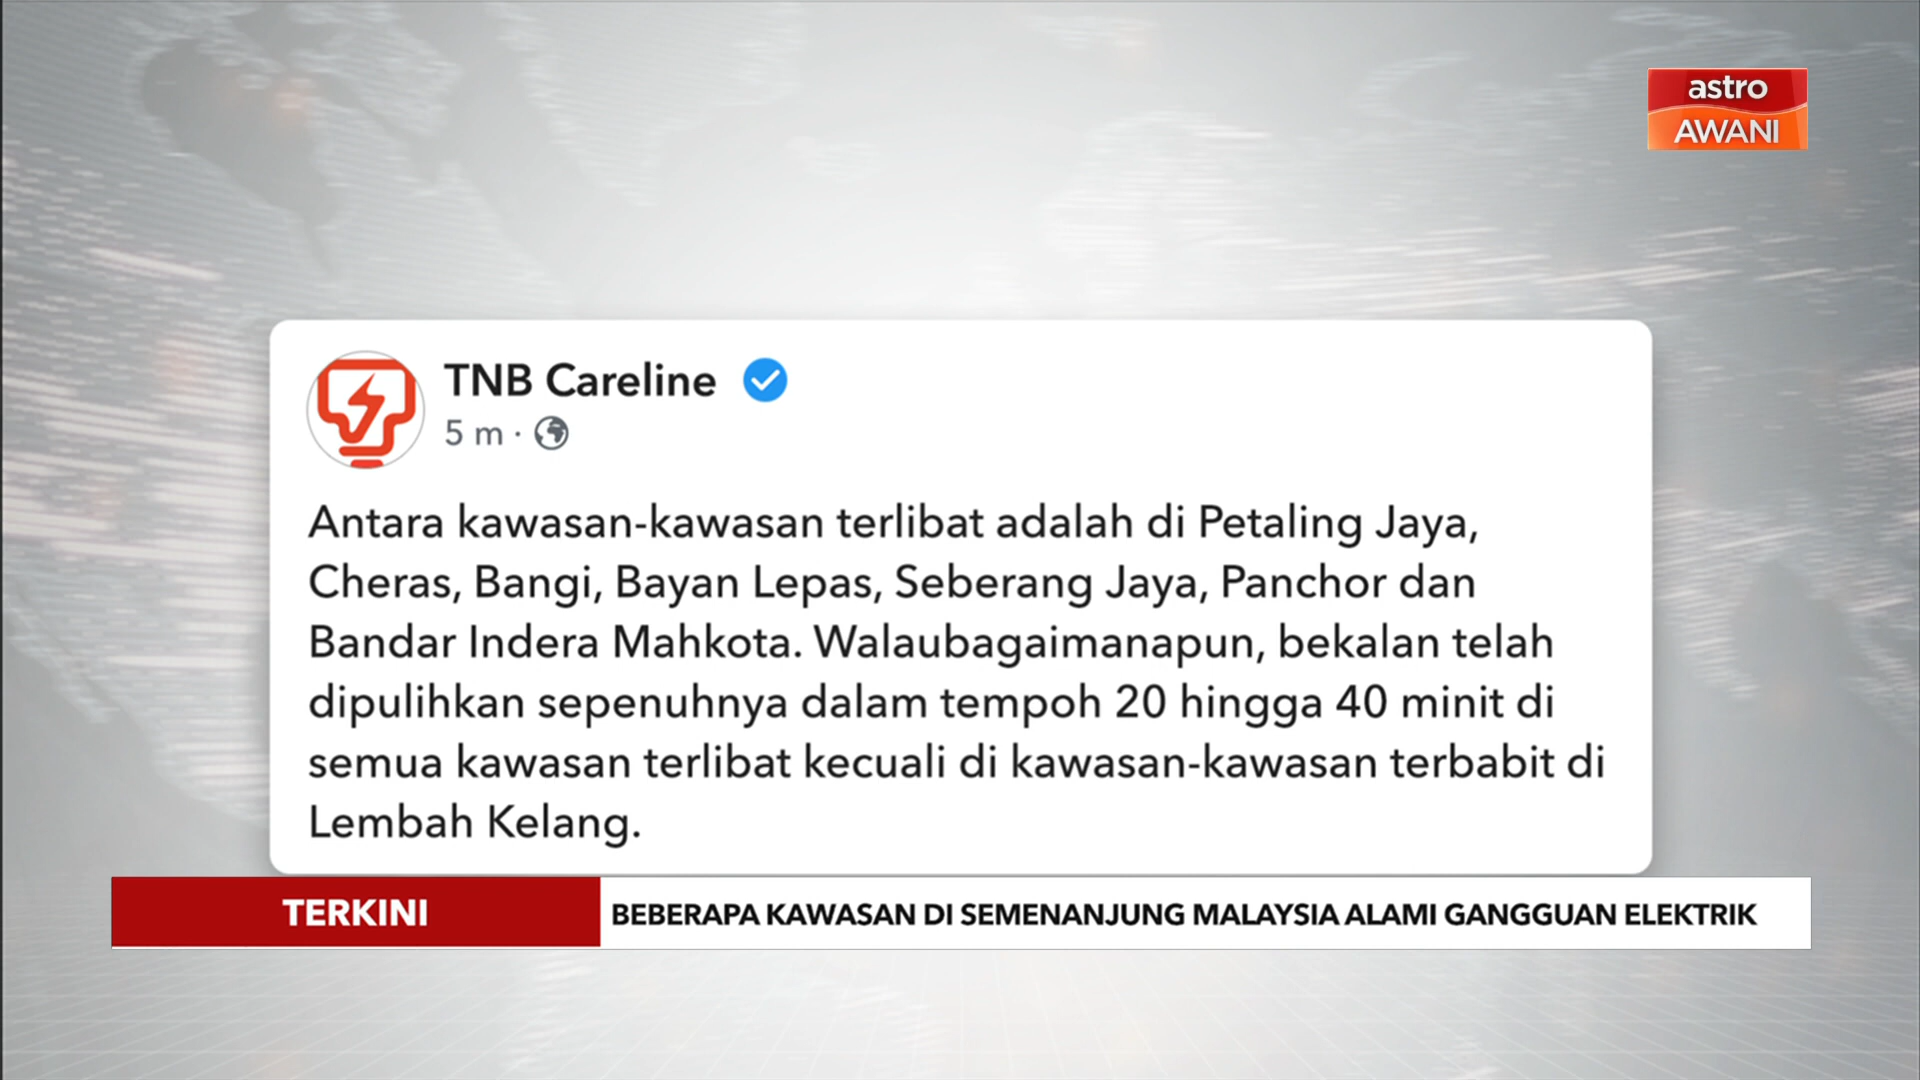 astro
AWANI
TNB Careline
5 m ·
Antara kawasan-kawasan terlibat adalah di Petaling Jaya,
Cheras, Bangi, Bayan Lepas, Seberang Jaya, Panchor dan
Bandar Indera Mahkota. Walaubagaimanapun, bekalan telah
dipulihkan sepenuhnya dalam tempoh 20 hingga 40 minit di
semua kawasan terlibat kecuali di kawasan-kawasan terbabit di
Lembah Kelang.
TERKINI
BEBERAPA KAWASAN DI SEMENANJUNG MALAYSIA ALAMI GANGGUAN ELEKTRIK